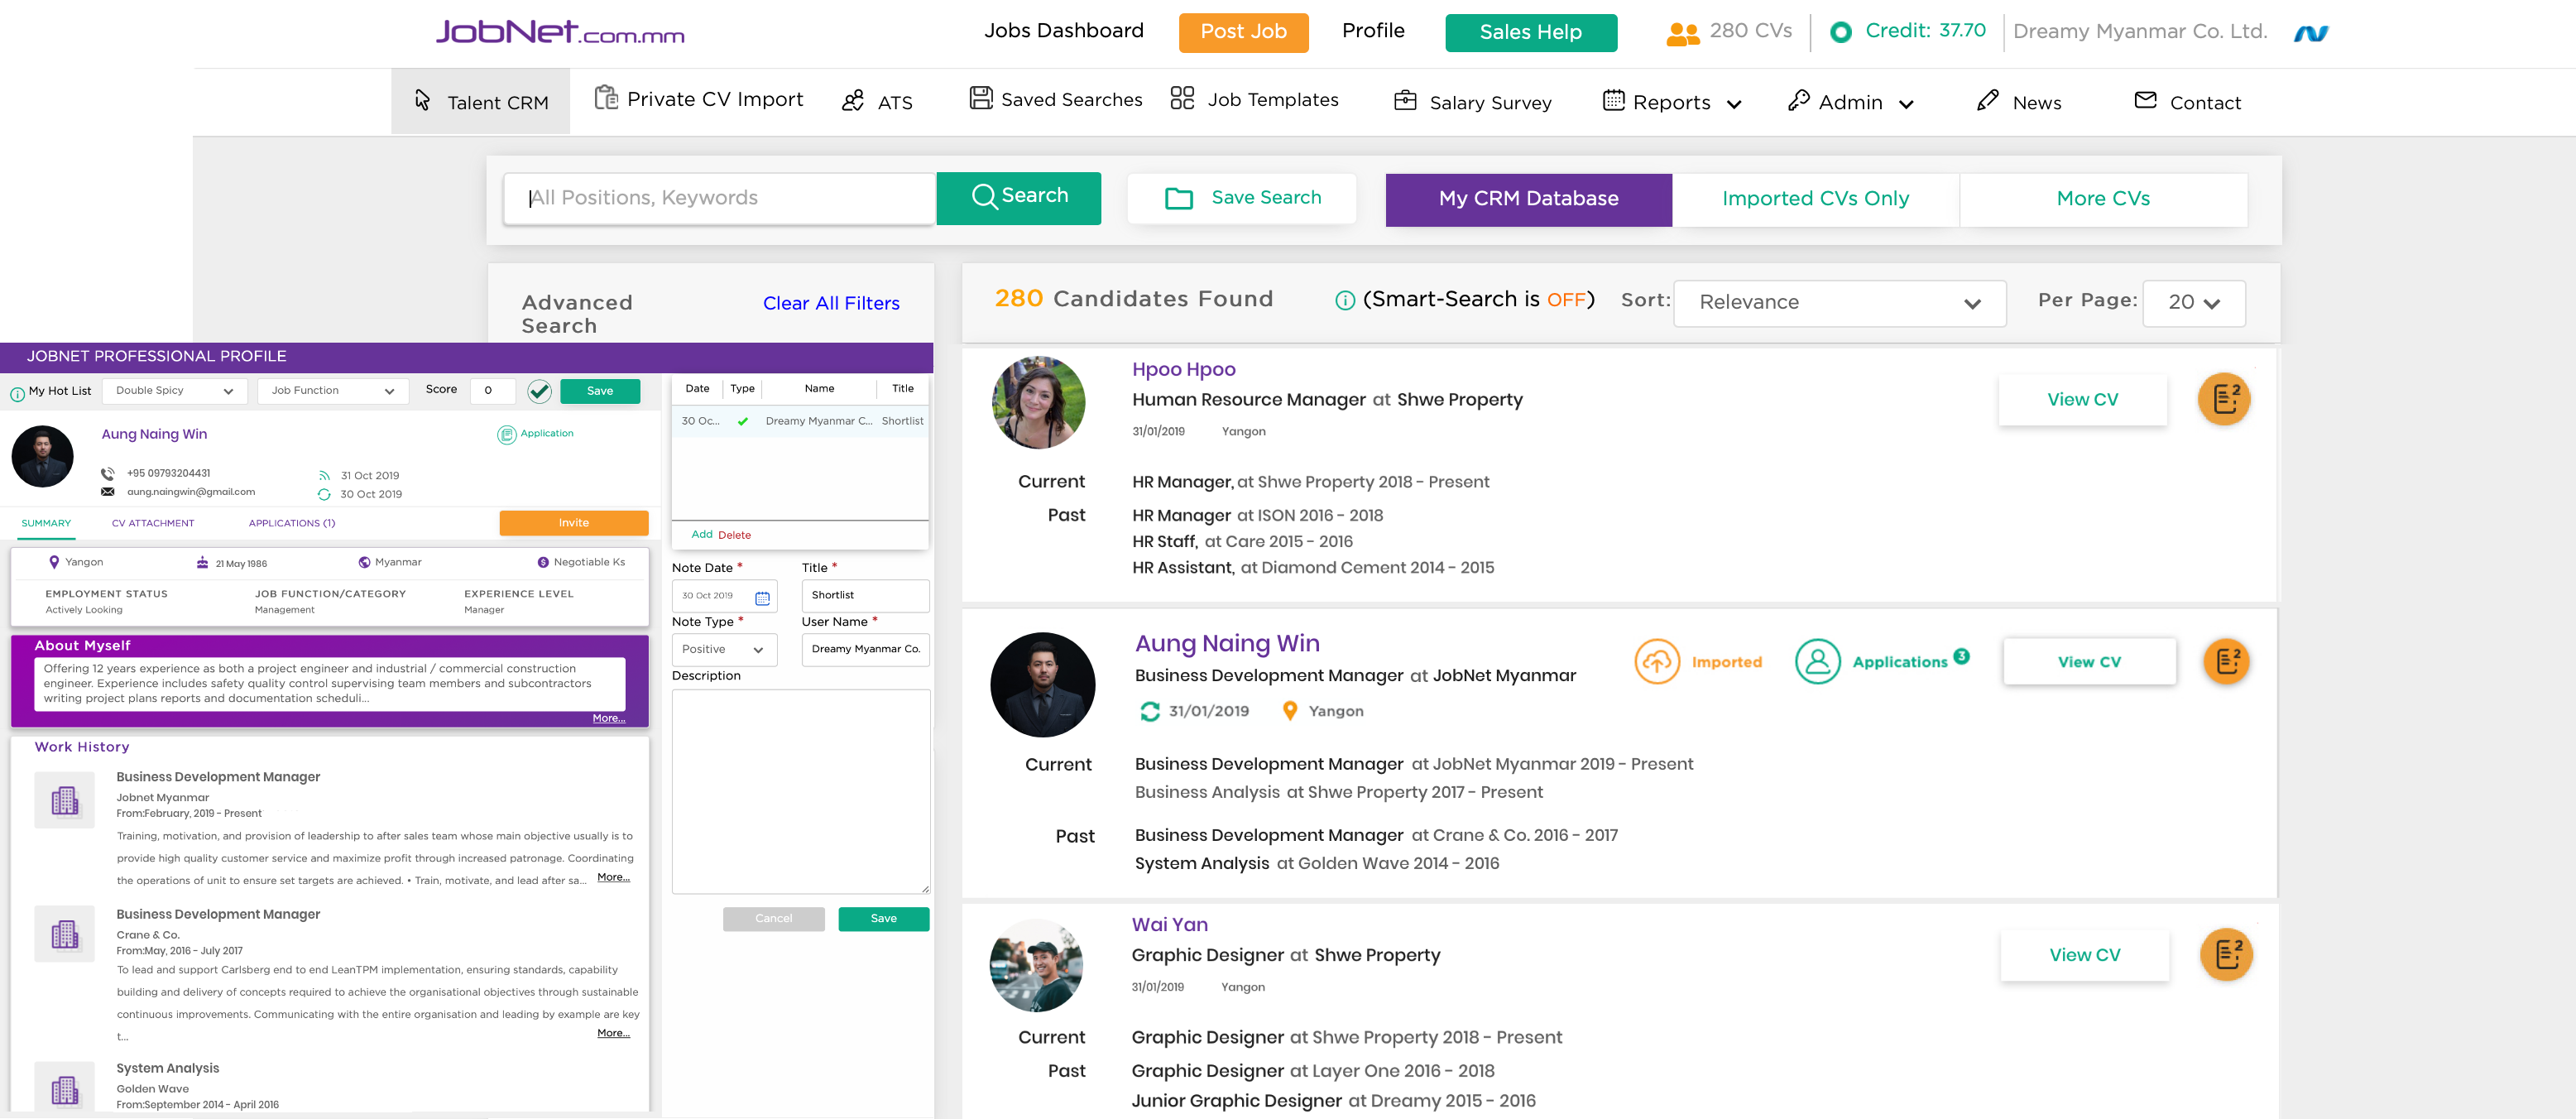 JobNet.com.mm
Jobs Dashboard
Post Job
Profile
Sales Help
280 CVs
Credit: 37.70
Dreamy Myanmar Co. Ltd.
Talent CRM
Private CV Import
ATS
Saved Searches
Job Templates
Salary Survey
Reports
Admin
News
Contact
All Positions, Keywords
Search
Save Search
My CRM Database
Imported CVs Only
More CVs
Advanced
Search
Clear All Filters
280 Candidates Found
(Smart-Search is OFF)
Sort:
Relevance
Per Page:
20
JOBNET PROFESSIONAL PROFILE
My Hot List
Double Spicy
Job Function
Score
0
Save
Aung Naing Win
Application
+95 09793204431
31 Oct 2019
aung.naingwin@gmail.com
30 Oct 2019
SUMMARY
CV ATTACHMENT
APPLICATIONS (1)
Invite
Yangon
21 May 1986
Myanmar
Negotiable Ks
EMPLOYMENT STATUS
Actively Looking
JOB FUNCTION/CATEGORY
Management
EXPERIENCE LEVEL
Manager
About Myself
Offering 12 years experience as both a project engineer and industrial / commercial construction
engineer. Experience includes safety quality control supervising team members and subcontractors
writing project plans reports and documentation scheduli...
More...
Work History
Business Development Manager
Jobnet Myanmar
From:February, 2019 - Present
Training, motivation, and provision of leadership to after sales team whose main objective usually is to
provide high quality customer service and maximize profit through increased patronage. Coordinating
the operations of unit to ensure set targets are achieved. • Train, motivate, and lead after sa...
More...
Business Development Manager
Crane & Co.
From:May, 2016 - July 2017
To lead and support Carlsberg end to end LeanTPM implementation, ensuring standards, capability
building and delivery of concepts required to achieve the organisational objectives through sustainable
continuous improvements. Communicating with the entire organisation and leading by example are key
t...
More...
System Analysis
Golden Wave
From:September 2014 - April 2016
Date
Type
Name
Title
30 Oc...
Dreamy Myanmar C...
Shortlist
Add
Delete
Note Date *
Title *
30 Oct 2019
Shortlist
Note Type *
User Name *
Positive
Dreamy Myanmar Co.
Description
Cancel
Save
Hpoo Hpoo
Human Resource Manager at Shwe Property
31/01/2019
Yangon
View CV
2
Current
HR Manager, at Shwe Property 2018 - Present
Past
HR Manager at ISON 2016 - 2018
HR Staff, at Care 2015 - 2016
HR Assistant, at Diamond Cement 2014 - 2015
Aung Naing Win
Business Development Manager at JobNet Myanmar
31/01/2019
Yangon
Imported
Applications 3
View CV
2
Current
Business Development Manager at JobNet Myanmar 2019 - Present
Business Analysis at Shwe Property 2017 - Present
Past
Business Development Manager at Crane & Co. 2016 - 2017
System Analysis at Golden Wave 2014 - 2016
Wai Yan
Graphic Designer at Shwe Property
31/01/2019
Yangon
View CV
2
Current
Graphic Designer at Shwe Property 2018 - Present
Past
Graphic Designer at Layer One 2016 - 2018
Junior Graphic Designer at Dreamy 2015 - 2016